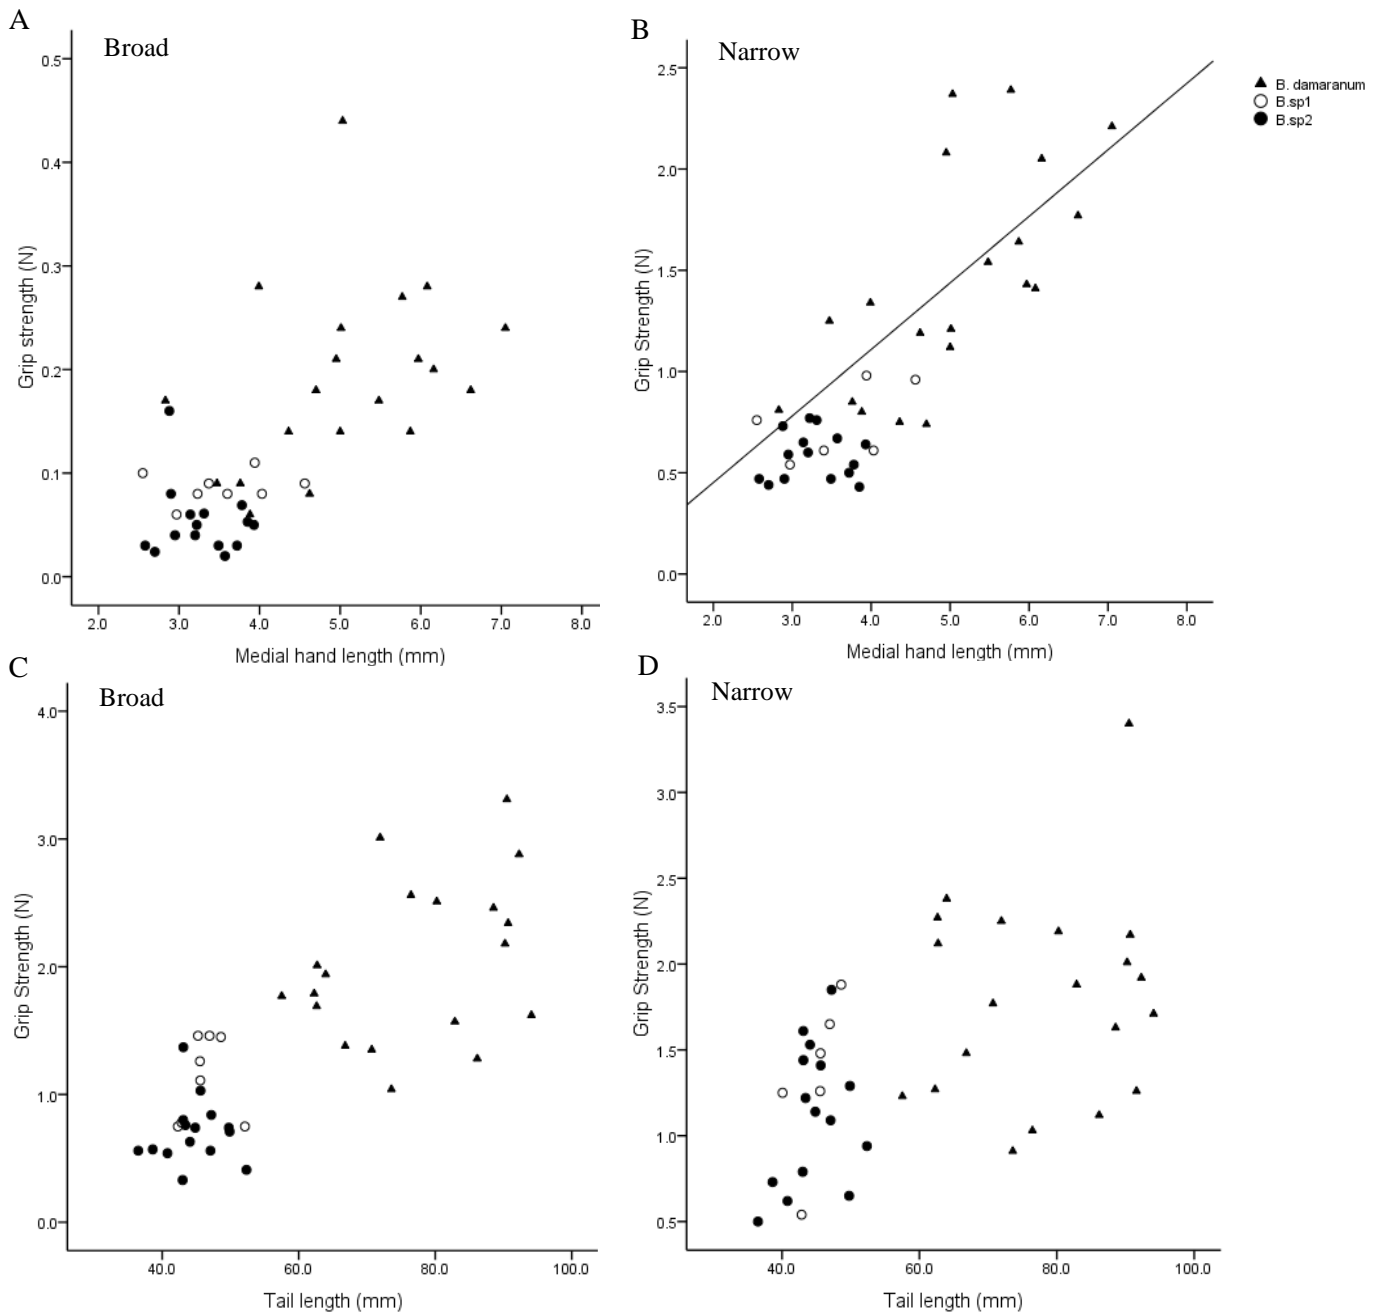 A
Broad
0.5
0.4
0.3
0.2
0.1
0.0
Grip strength (N)
2.0 3.0 4.0 5.0 6.0 7.0 8.0
Medial hand length (mm)
B
Narrow
2.5
2.0
1.5
1.0
0.5
0.0
Grip Strength (N)
2.0 3.0 4.0 5.0 6.0 7.0 8.0
Medial hand length (mm)
B. damaranum
B.sp1
B.sp2
C
Broad
4.0
3.0
2.0
1.0
0.0
Grip Strength (N)
40.0 60.0 80.0 100.0
Tail length (mm)
D
Narrow
3.5
3.0
2.5
2.0
1.5
1.0
0.5
Grip Strength (N)
40.0 60.0 80.0 100.0
Tail length (mm)